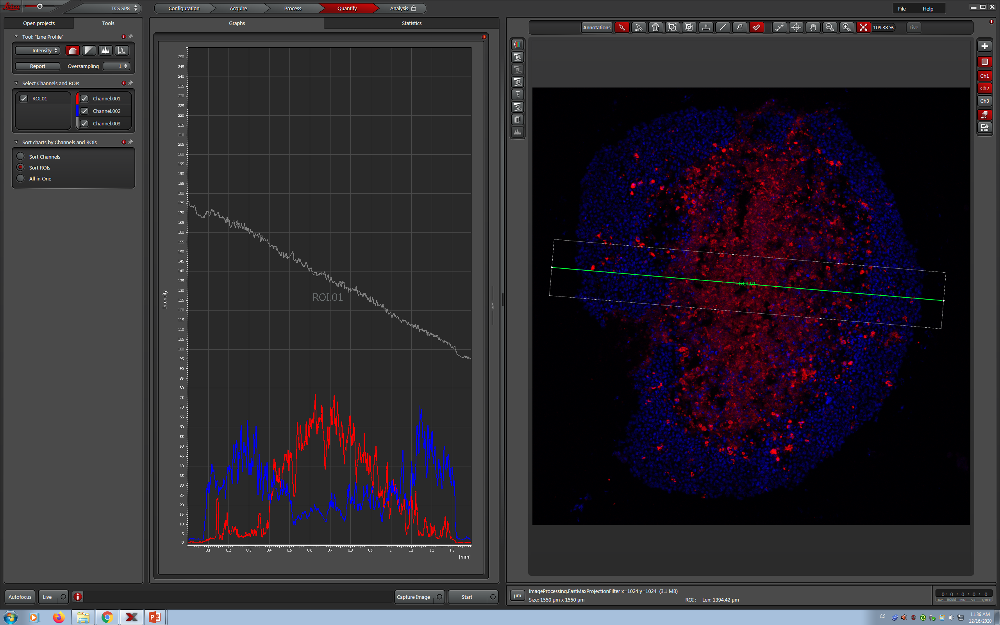 Leica
TCS SP8
Configuration
Acquire
Process
Quantify
Analysis
File
Help
Open projects
Tools
Tool: "Line Profile"
Intensity
Report
Oversampling
1
Select Channels and ROIs
ROI.01
Channel.001
Channel.002
Channel.003
Sort charts by Channels and ROIs
Sort Channels
Sort ROIs
All in One
Graphs
Statistics
250
245
240
235
230
225
220
215
210
205
200
195
190
185
180
175
170
165
160
155
150
145
140
135
130
125
120
115
110
105
100
95
90
85
80
75
70
65
60
55
50
45
40
35
30
25
20
15
10
5
0
Intensity
ROI.01
0.1 0.2 0.3 0.4 0.5 0.6 0.7 0.8 0.9 1 1.1 1.2 1.3
[mm]
Annotations
ALL
109.38 %
Live
M
ROI.01
Ch1
Ch2
Ch3
MAX
Autofocus
Live
Capture Image
Start
µm
ImageProcessing.FastMaxProjectionFilter x=1024 y=1024 (3.1 MB)
Size: 1550 µm x 1550 µm
ROI : Len: 1394.42 µm
0: 0: 0: 0: 0
DAYS HOURS MIN. SEC. 1/1000
CS
11:36 AM
12/16/2020